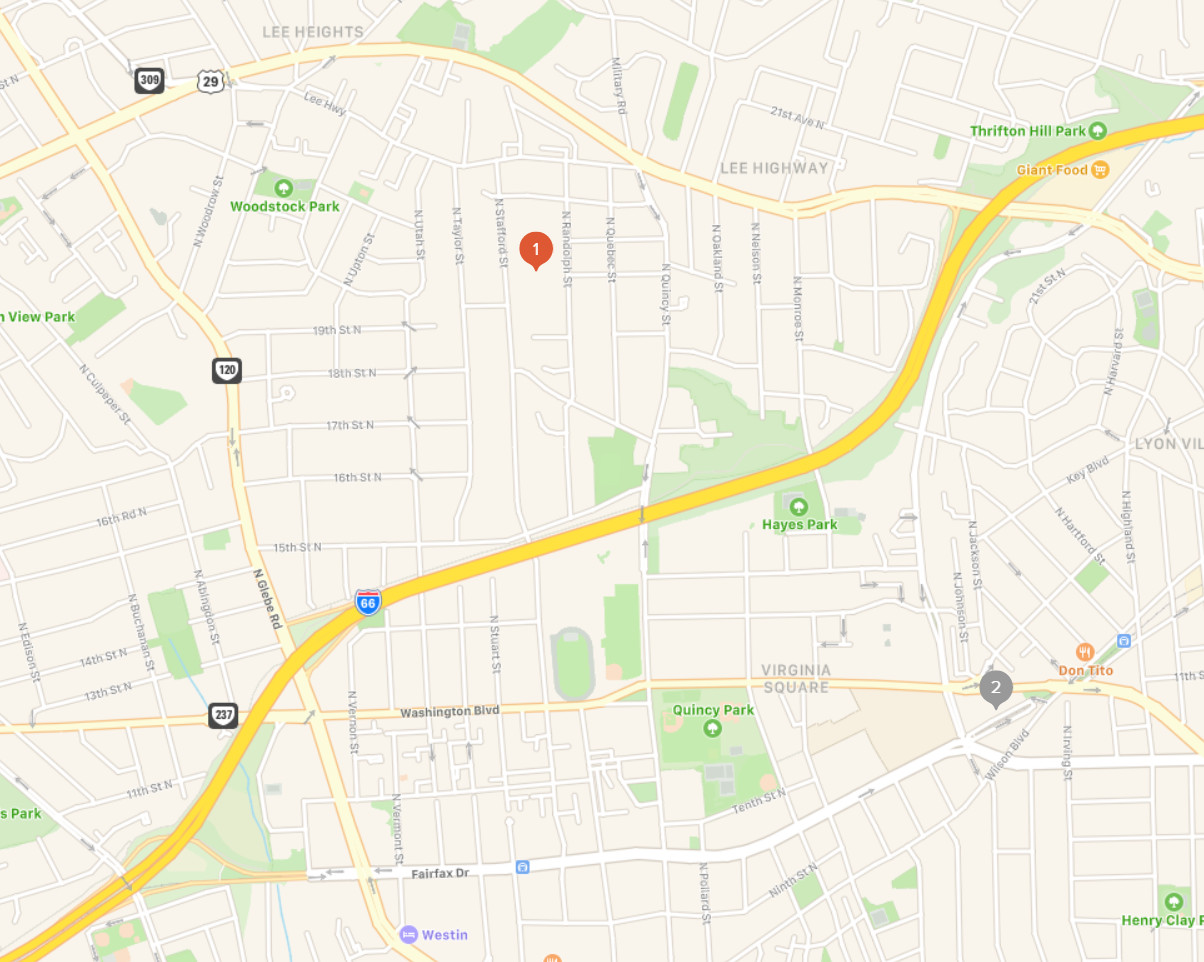 LEE HEIGHTS
309
29
Lee Hwy
Military Rd
21st Ave N
Thrifton Hill Park
Giant Food
LEE HIGHWAY
Woodstock Park
N Woodrow St
N Upton St
N Utah St
N Taylor St
N Stafford St
1
N Randolph St
N Quebec St
N Quincy St
N Oakland St
N Nelson St
N Monroe St
21st St N
N Harvard St
n View Park
19th St N
120
18th St N
N Culpeper St
17th St N
16th St N
LYON VIL
Key Blvd
N Highland St
N Hartford St
16th Rd N
Hayes Park
15th St N
N Jackson St
N Johnson St
N Glebe Rd
66
N Abingdon St
N Buchanan St
N Edison St
N Stuart St
14th St N
13th St N
VIRGINIA
SQUARE
Don Tito
11th S
2
237
N Vernon St
Washington Blvd
Quincy Park
Wilson Blvd
N Irving St
11th St N
s Park
N Vermont St
Tenth St N
Fairfax Dr
N Pollard St
Ninth St N
Henry Clay P
Westin